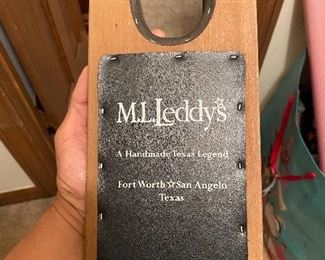 M.L.Leddy's
A Handmade Texas Legend
Fort Worth☆San Angelo
Texas